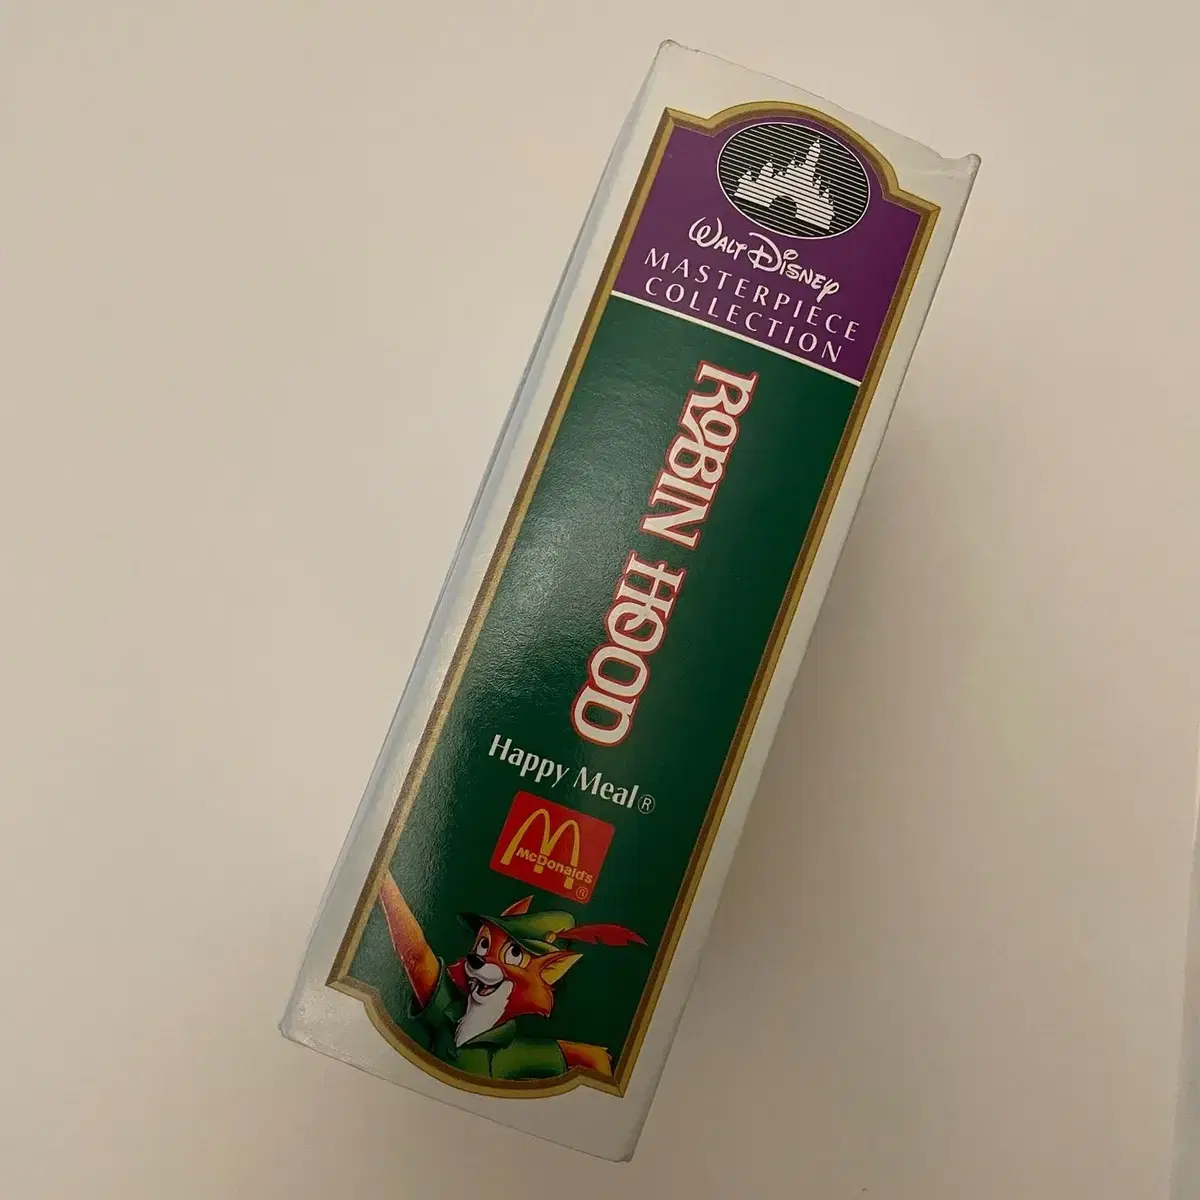 WALT DISNEY
MASTERPIECE
COLLECTION
ROBIN HOOD
Happy Meal®
McDonald's
®